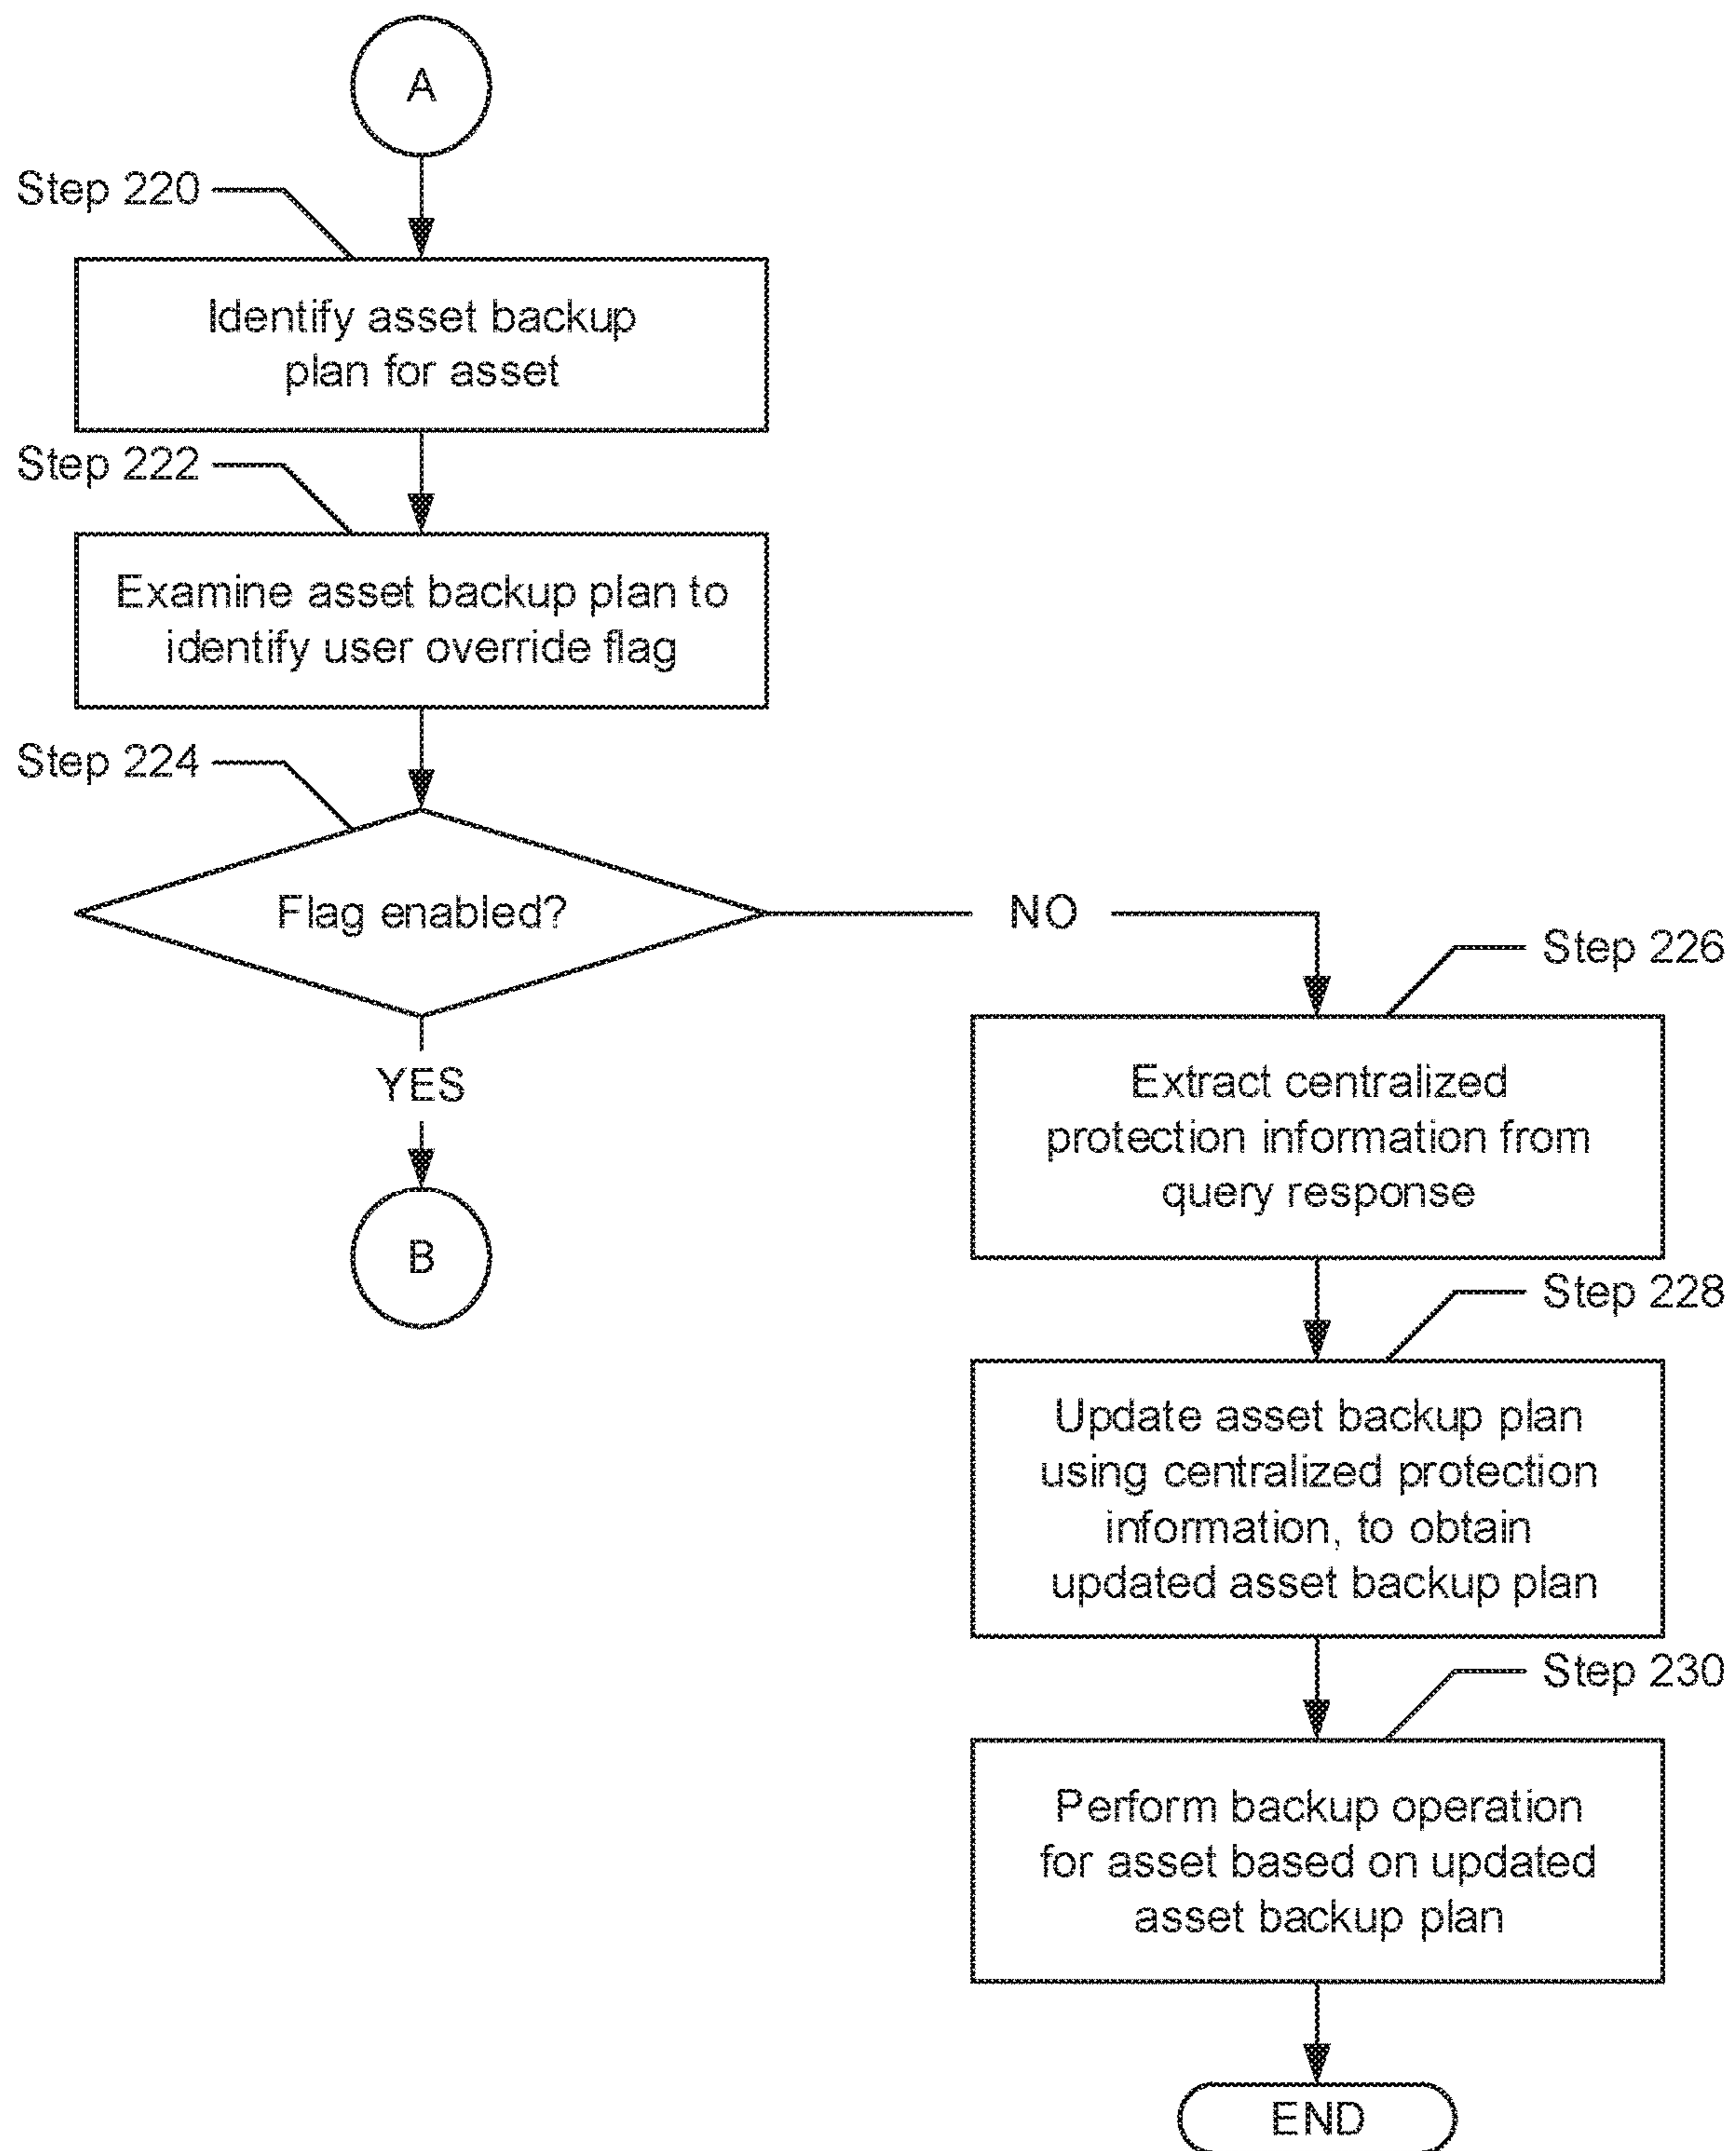 A
Step 220
Identify asset backup
plan for asset
Step 222
Examine asset backup plan to
identify user override flag
Step 224
Flag enabled?
NO
YES
B
Step 226
Extract centralized
protection information from
query response
Step 228
Update asset backup plan
using centralized protection
information, to obtain
updated asset backup plan
Step 230
Perform backup operation
for asset based on updated
asset backup plan
END